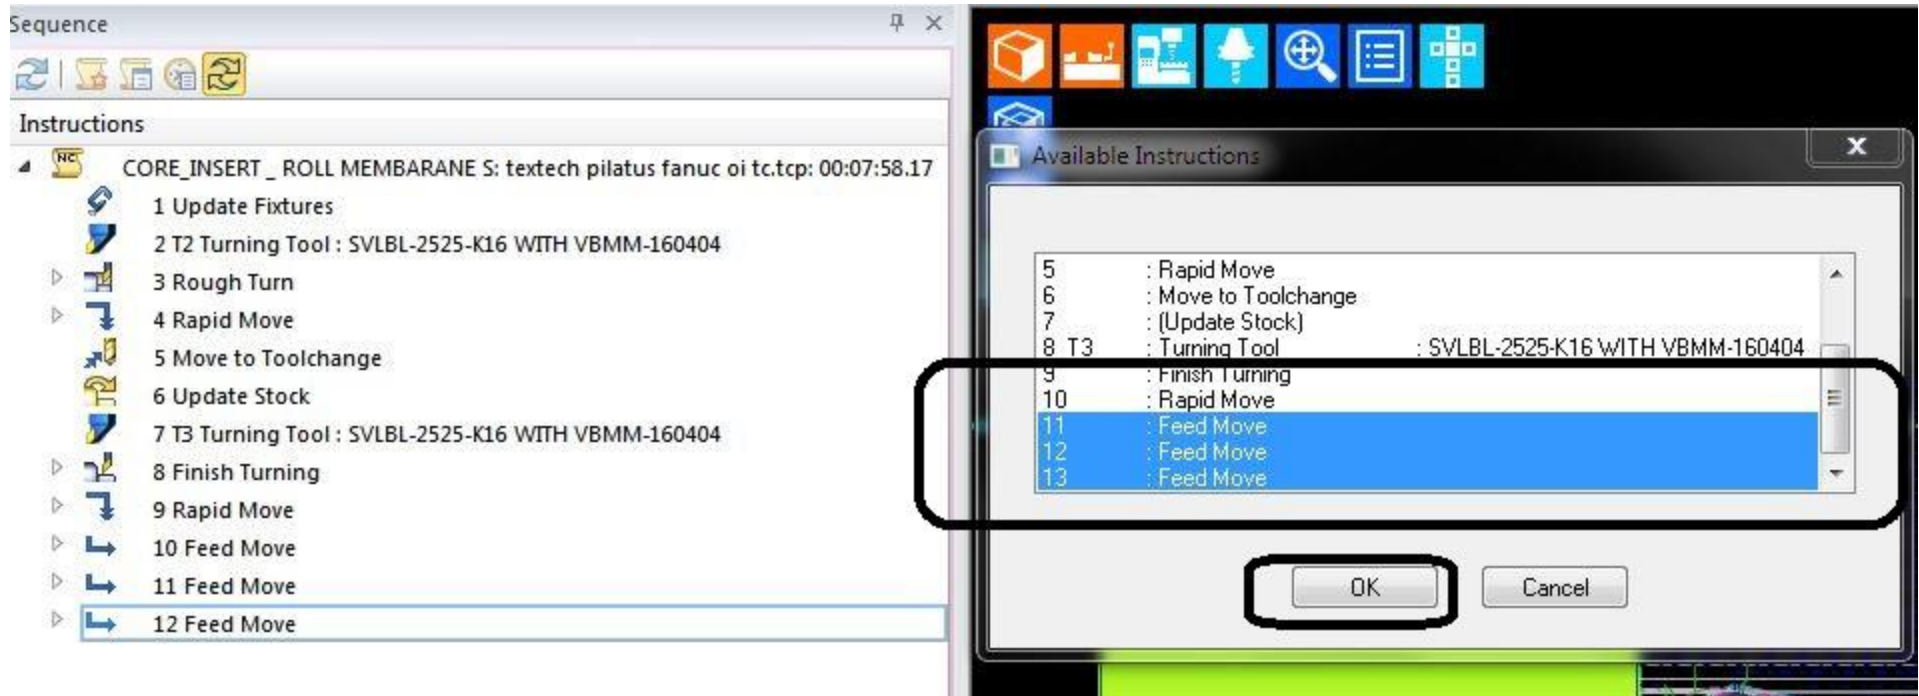 Sequence
Instructions
NC
CORE_INSERT _ ROLL MEMBARANE S: textech pilatus fanuc oi tc.tcp: 00:07:58.17
1 Update Fixtures
2 T2 Turning Tool : SVLBL-2525-K16 WITH VBMM-160404
3 Rough Turn
4 Rapid Move
5 Move to Toolchange
6 Update Stock
7 T3 Turning Tool : SVLBL-2525-K16 WITH VBMM-160404
8 Finish Turning
9 Rapid Move
10 Feed Move
11 Feed Move
12 Feed Move
Available Instructions
5 : Rapid Move
6 : Move to Toolchange
7 : (Update Stock)
8 T3 : Turning Tool : SVLBL-2525-K16 WITH VBMM-160404
9 : Finish Turning
10 : Rapid Move
11 : Feed Move
12 : Feed Move
13 : Feed Move
OK
Cancel